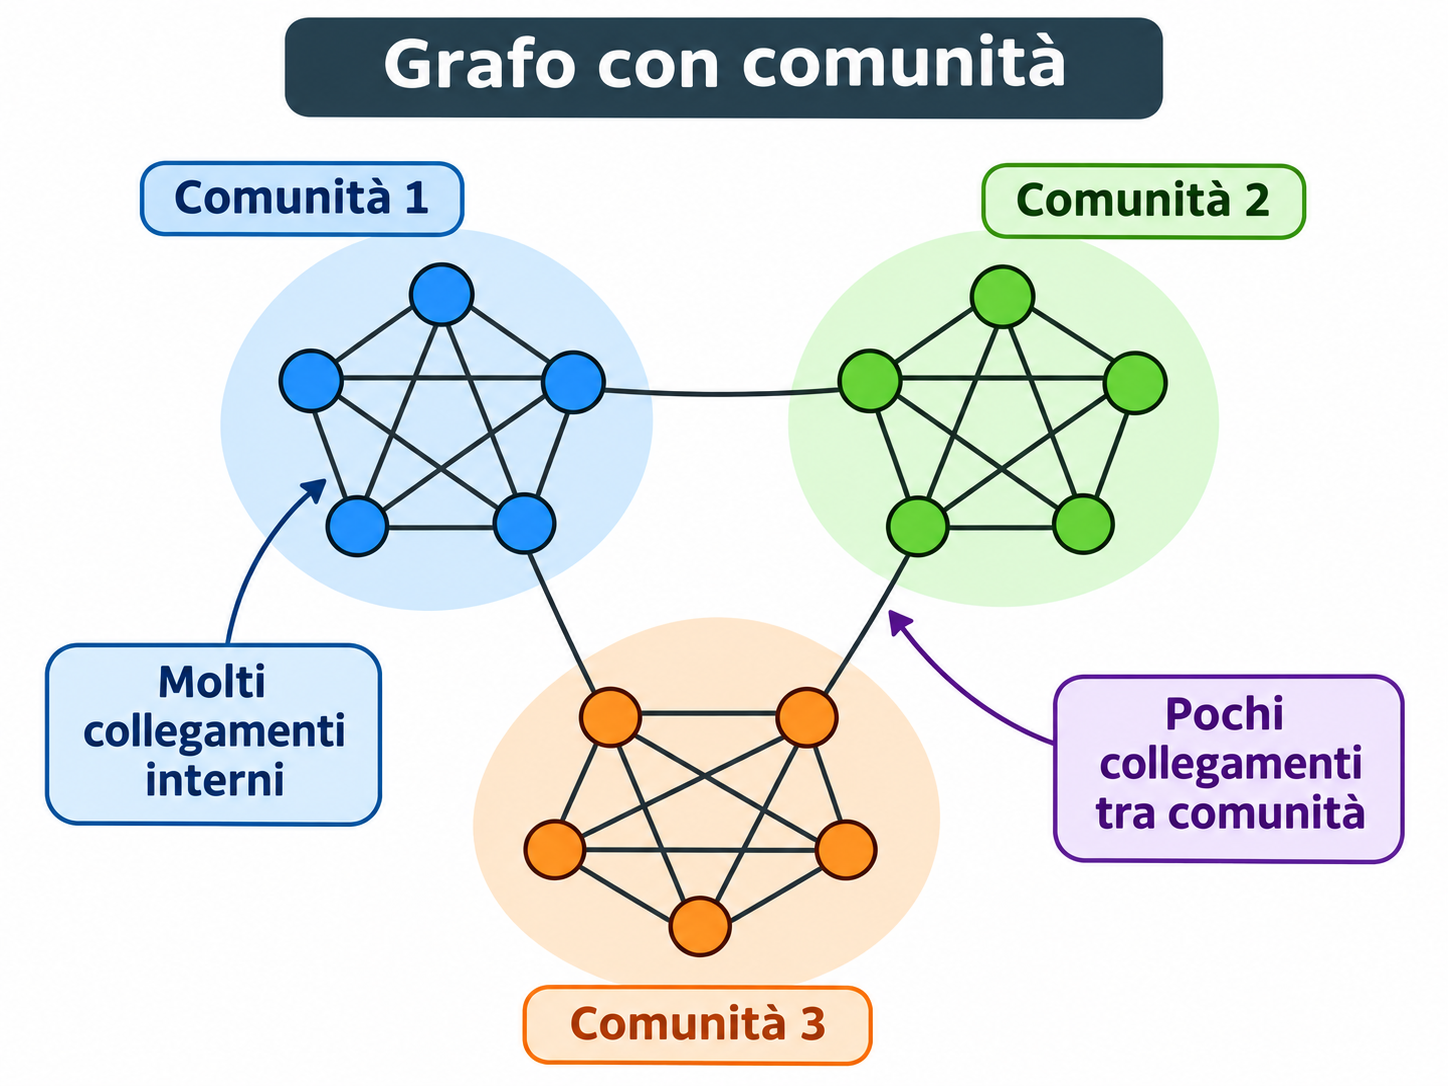 Grafo con comunità
Comunità 1
Comunità 2
Molti
collegamenti
interni
Pochi
collegamenti
tra comunità
Comunità 3